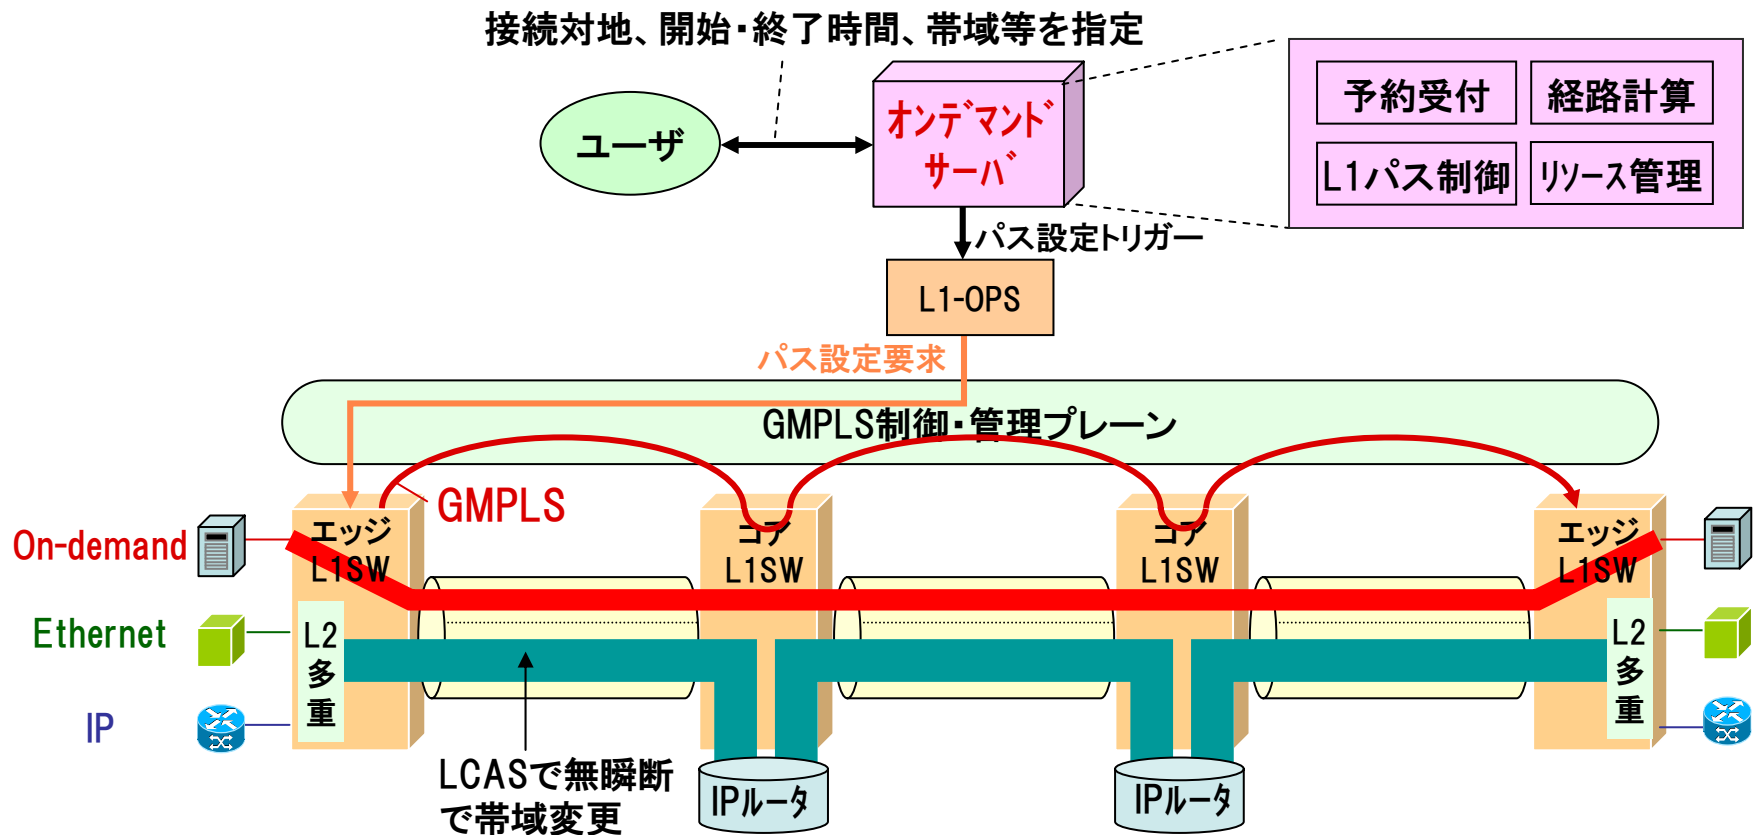 接続対地、開始・終了時間、帯域等を指定
ユーザ
オンデマンド
サーバ
予約受付
経路計算
L1パス制御
リソース管理
パス設定トリガー
L1-OPS
パス設定要求
GMPLS制御・管理プレーン
GMPLS
On-demand
Ethernet
IP
エッジ
L1SW
コア
L1SW
コア
L1SW
エッジ
L1SW
L2
多
重
L2
多
重
LCASで無瞬断
で帯域変更
IPルータ
IPルータ